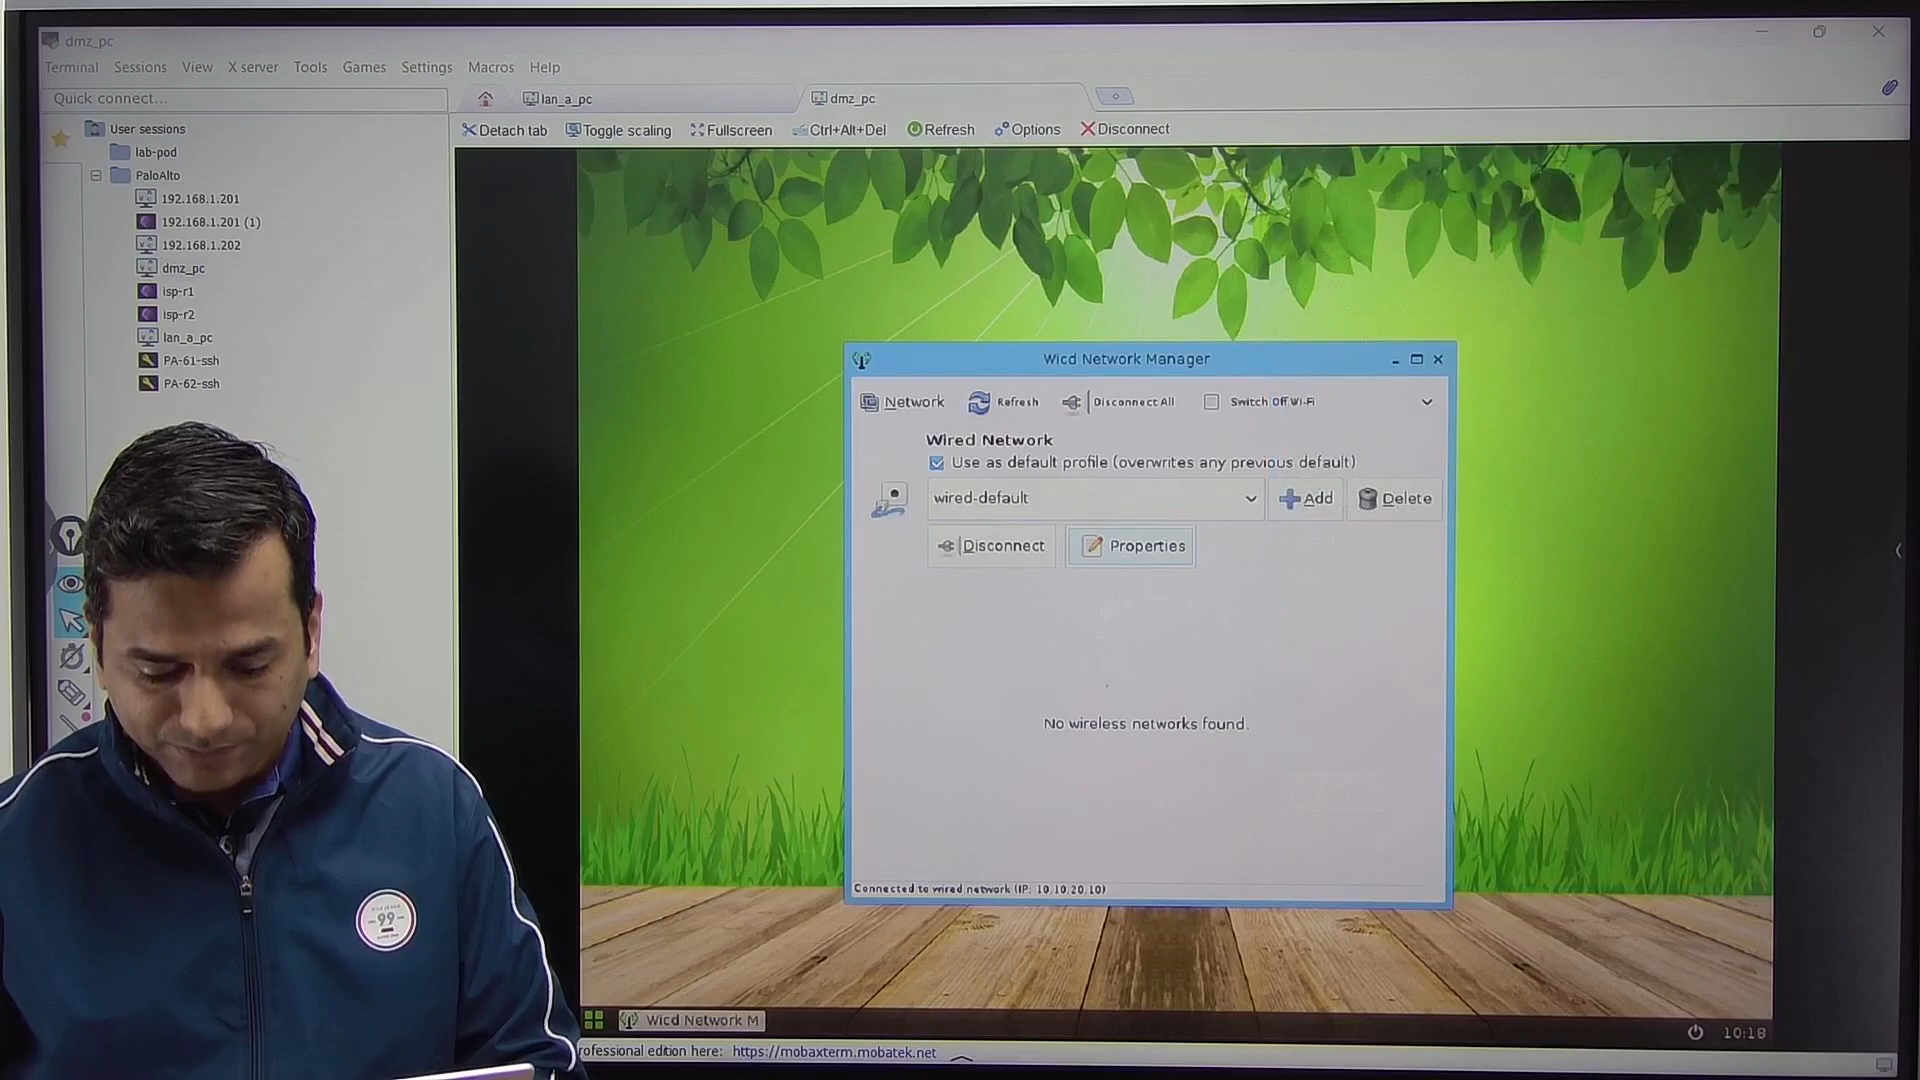 dmz_pc
Terminal Sessions View X server Tools Games Settings Macros Help
Quick connect...
lan_a_pc
dmz_pc
Detach tab Toggle scaling Fullscreen Ctrl+Alt+Del Refresh Options Disconnect
User sessions
lab-pod
PaloAlto
192.168.1.201
192.168.1.201 (1)
192.168.1.202
dmz_pc
isp-r1
isp-r2
lan_a_pc
PA-61-ssh
PA-62-ssh
Wicd Network Manager
Network Refresh Disconnect All Switch Off Wi-Fi
Wired Network
Use as default profile (overwrites any previous default)
wired-default
Add Delete
Disconnect Properties
No wireless networks found.
Connected to wired network (IP: 10.10.20.10)
-99-
Wicd Network M
10:18
rofessional edition here: https://mobaxterm.mobatek.net